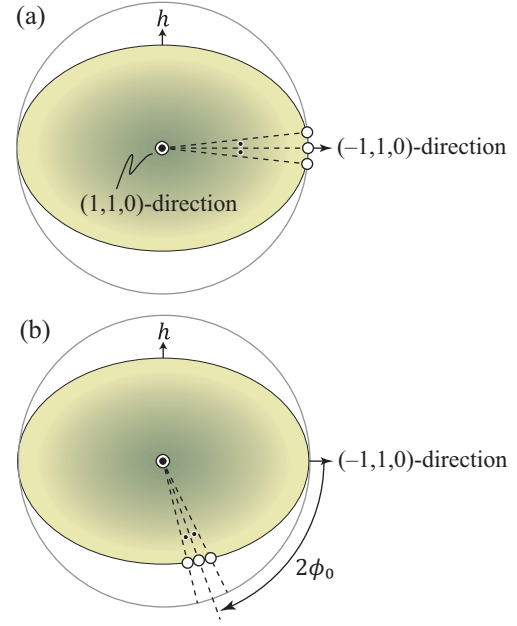 (a)
h
(–1,1,0)-direction
(1,1,0)-direction
(b)
h
(–1,1,0)-direction
2ϕ₀